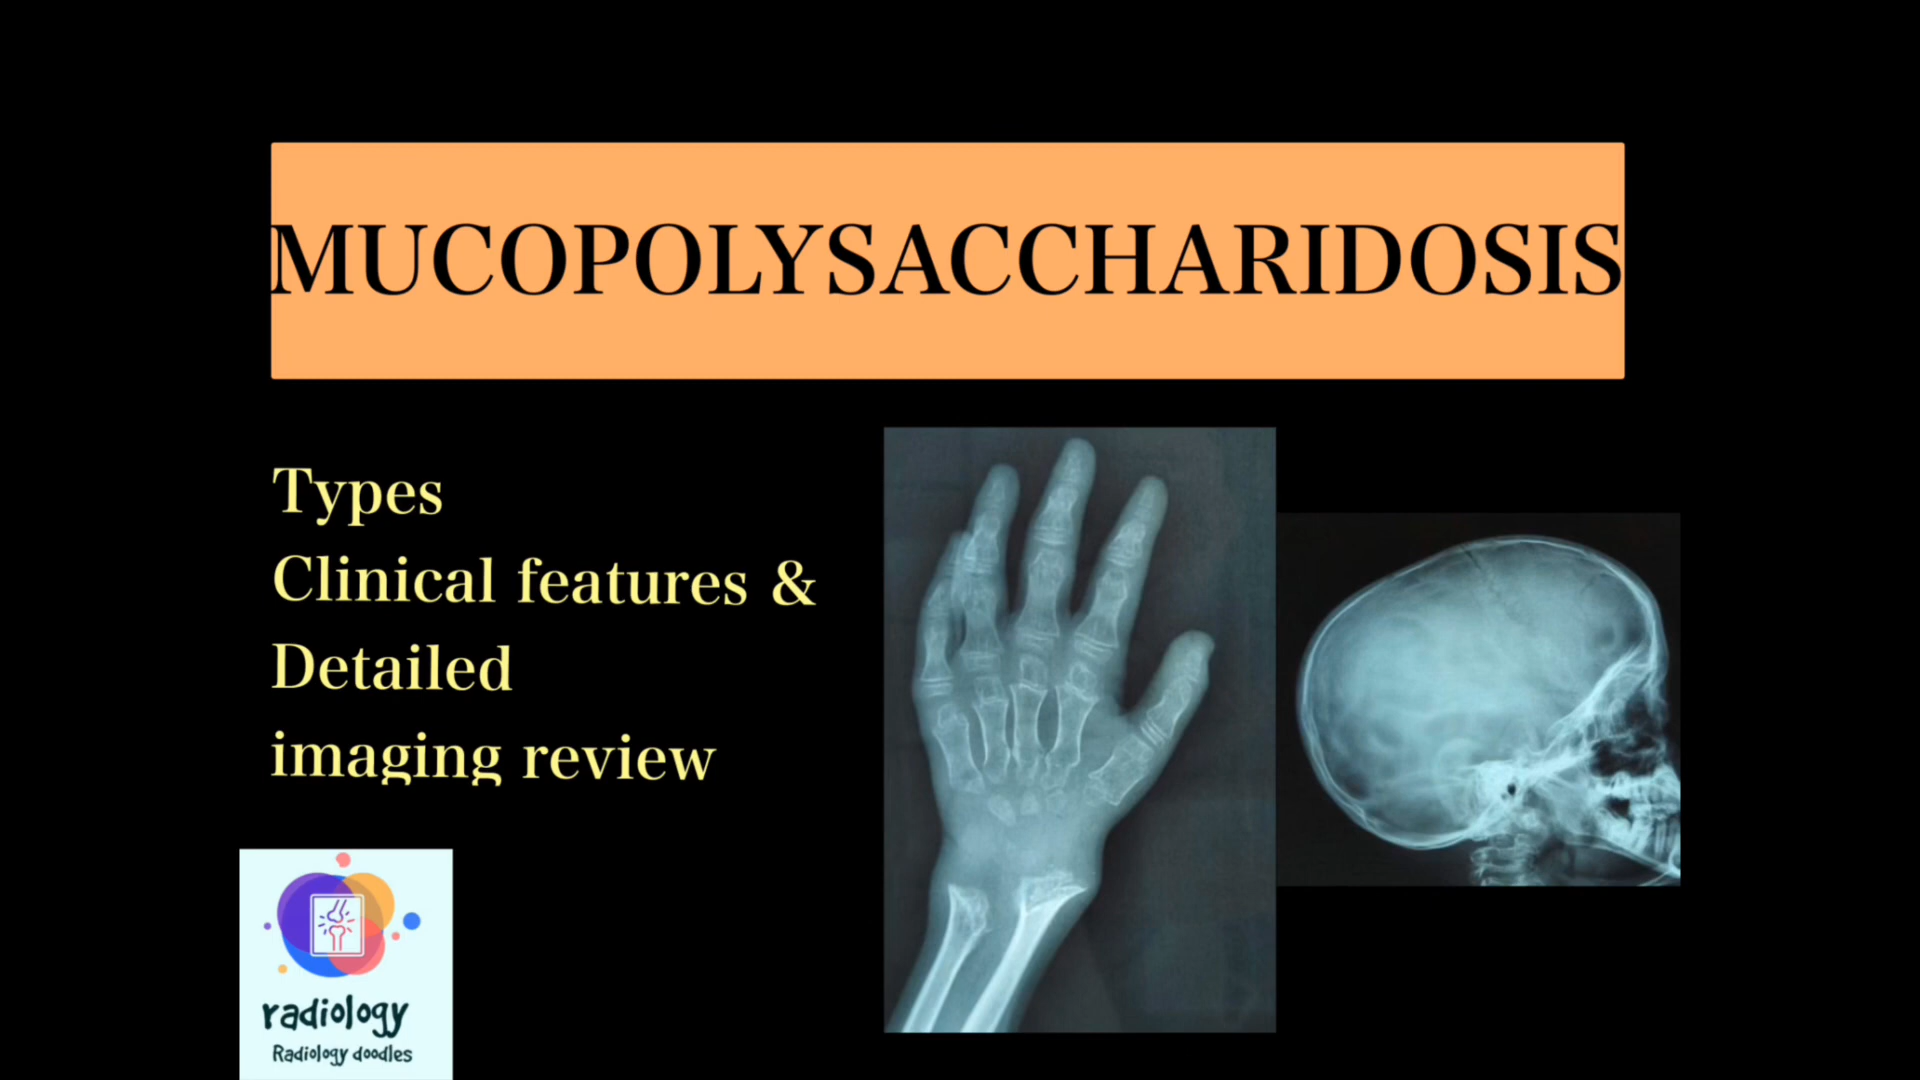 MUCOPOLYSACCHARIDOSIS
Types
Clinical features &
Detailed
imaging review
radiology
Radiology doodles